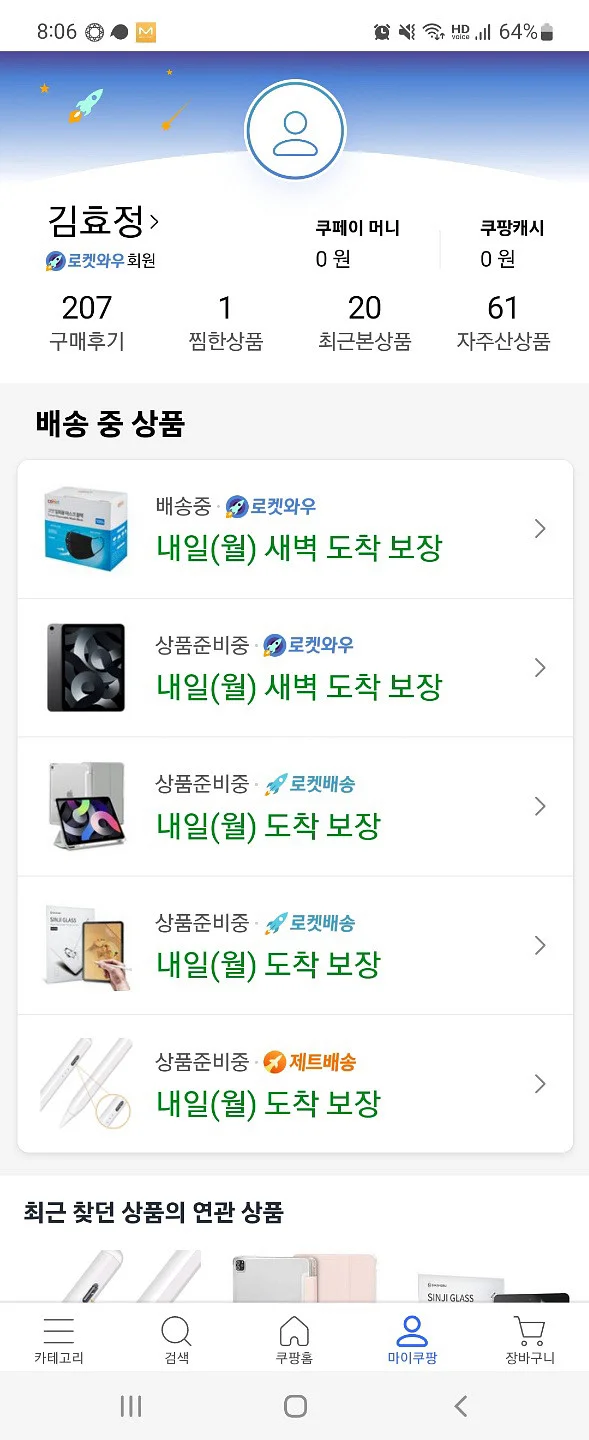 8:06 M HD VOICE 64%
김효정
로켓와우 회원
쿠페이 머니
0 원
쿠팡캐시
0 원
207
구매후기
1
찜한상품
20
최근본상품
61
자주산상품
배송 중 상품
배송중 · 로켓와우
내일(월) 새벽 도착 보장
상품준비중 · 로켓와우
내일(월) 새벽 도착 보장
상품준비중 · 로켓배송
내일(월) 도착 보장
SINJI GLASS
상품준비중 · 로켓배송
내일(월) 도착 보장
상품준비중 · 제트배송
내일(월) 도착 보장
최근 찾던 상품의 연관 상품
SINJI GLASS
카테고리
검색
쿠팡홈
마이쿠팡
장바구니